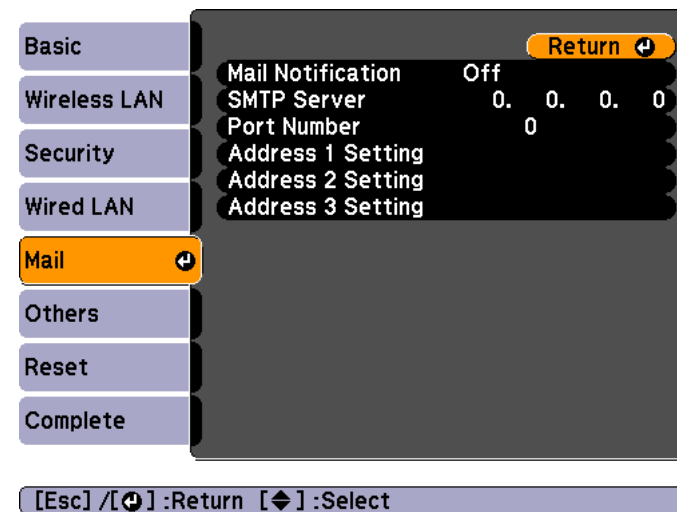 Basic
Wireless LAN
Security
Wired LAN
Mail
Others
Reset
Complete
Return
Mail Notification Off
SMTP Server 0. 0. 0. 0
Port Number 0
Address 1 Setting
Address 2 Setting
Address 3 Setting
[Esc] /[⏎] :Return [◆] :Select